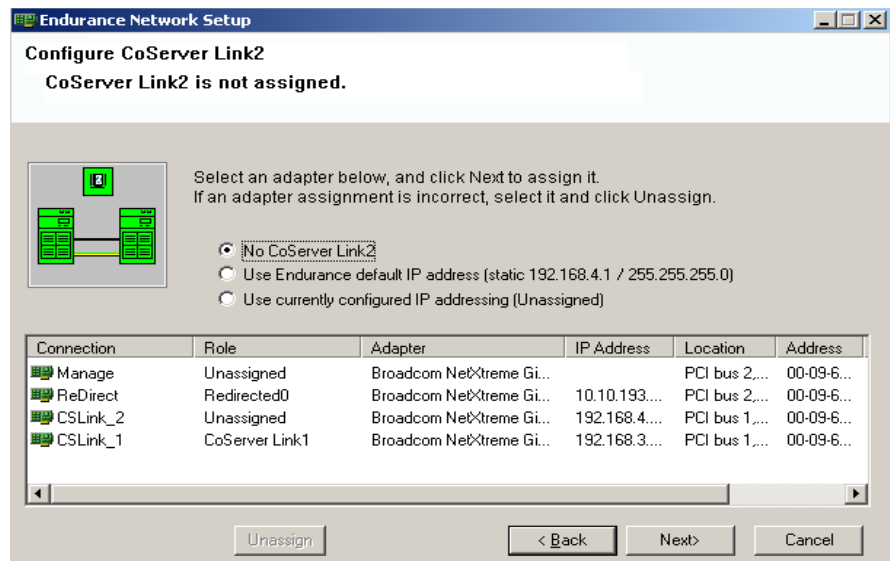 Endurance Network Setup
Configure CoServer Link2
CoServer Link2 is not assigned.
Select an adapter below, and click Next to assign it.
If an adapter assignment is incorrect, select it and click Unassign.
No CoServer Link2
Use Endurance default IP address (static 192.168.4.1 / 255.255.255.0)
Use currently configured IP addressing (Unassigned)
Connection Role Adapter IP Address Location Address
Manage Unassigned Broadcom NetXtreme Gi... PCI bus 2,... 00-09-6...
ReDirect Redirected0 Broadcom NetXtreme Gi... 10.10.193.... PCI bus 2,... 00-09-6...
CSLink_2 Unassigned Broadcom NetXtreme Gi... 192.168.4.... PCI bus 1,... 00-09-6...
CSLink_1 CoServer Link1 Broadcom NetXtreme Gi... 192.168.3.... PCI bus 1,... 00-09-6...
Unassign < Back Next> Cancel